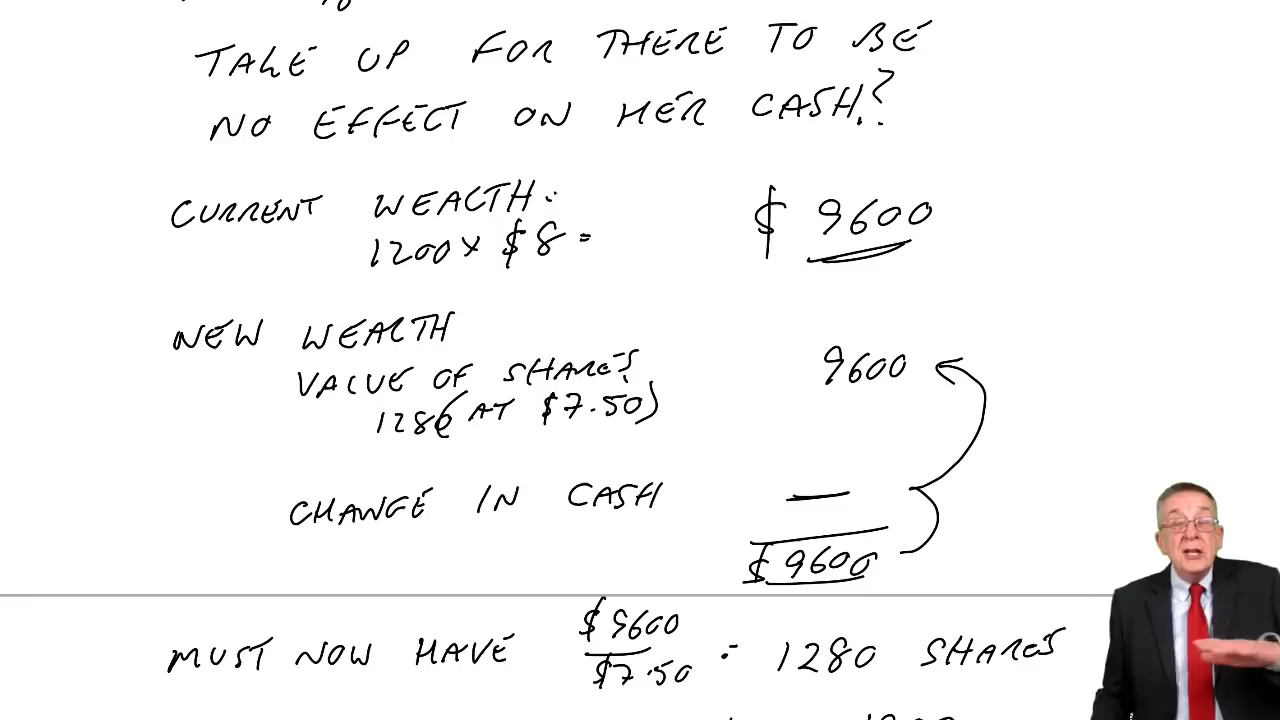 TAKE UP FOR THERE TO BE
NO EFFECT ON HER CASH?
CURRENT WEALTH:
1200 x $8 = $ 9600
NEW WEALTH
VALUE OF SHARES 9600
1280 (AT $7.50)
CHANGE IN CASH —
$ 9600
MUST NOW HAVE $9600 / $7.50 = 1280 SHARES